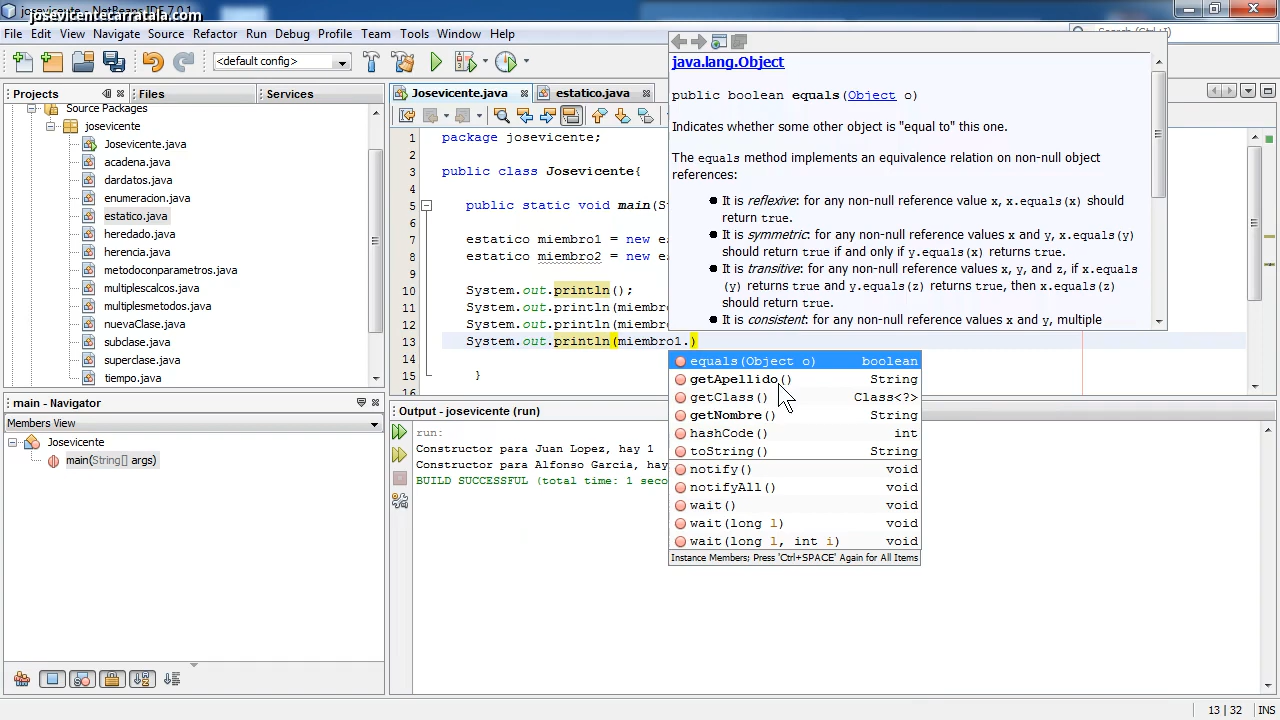 josevicente - NetBeans IDE 7.0.1
josevicentecarratala.com
File Edit View Navigate Source Refactor Run Debug Profile Team Tools Window Help
Search (Ctrl+I)
<default config>
Projects
Files
Services
Source Packages
josevicente
Josevicente.java
acadena.java
dardatos.java
enumeracion.java
estatico.java
heredado.java
herencia.java
metodoconparametros.java
multiplescalcos.java
multiplesmetodos.java
nuevaClase.java
subclase.java
superclase.java
tiempo.java
main - Navigator
Members View
Josevicente
main(String[] args)
Josevicente.java
estatico.java
1 package josevicente;
2
3 public class Josevicente{
4
5 public static void main(S
6
7 estatico miembro1 = new es
8 estatico miembro2 = new es
9
10 System.out.println();
11 System.out.println(miembro
12 System.out.println(miembro
13 System.out.println(miembro1.)
14
15 }
16
java.lang.Object
public boolean equals(Object o)
Indicates whether some other object is "equal to" this one.
The equals method implements an equivalence relation on non-null object
references:
● It is reflexive: for any non-null reference value x, x.equals(x) should
return true.
● It is symmetric: for any non-null reference values x and y, x.equals(y)
should return true if and only if y.equals(x) returns true.
● It is transitive: for any non-null reference values x, y, and z, if x.equals
(y) returns true and y.equals(z) returns true, then x.equals(z)
should return true.
● It is consistent: for any non-null reference values x and y, multiple
equals(Object o) boolean
getApellido() String
getClass() Class<?>
getNombre() String
hashCode() int
toString() String
notify() void
notifyAll() void
wait() void
wait(long l) void
wait(long l, int i) void
Instance Members; Press 'Ctrl+SPACE' Again for All Items
Output - josevicente (run)
run:
Constructor para Juan Lopez, hay 1
Constructor para Alfonso Garcia, hay
BUILD SUCCESSFUL (total time: 1 seco
13 | 32 INS